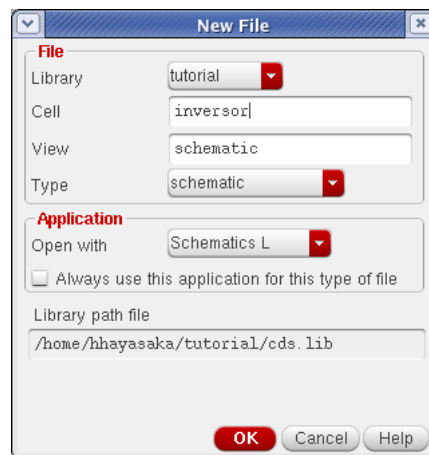 New File
File
Library tutorial
Cell inversor
View schematic
Type schematic
Application
Open with Schematics L
Always use this application for this type of file
Library path file
/home/hhayasaka/tutorial/cds.lib
OK Cancel Help